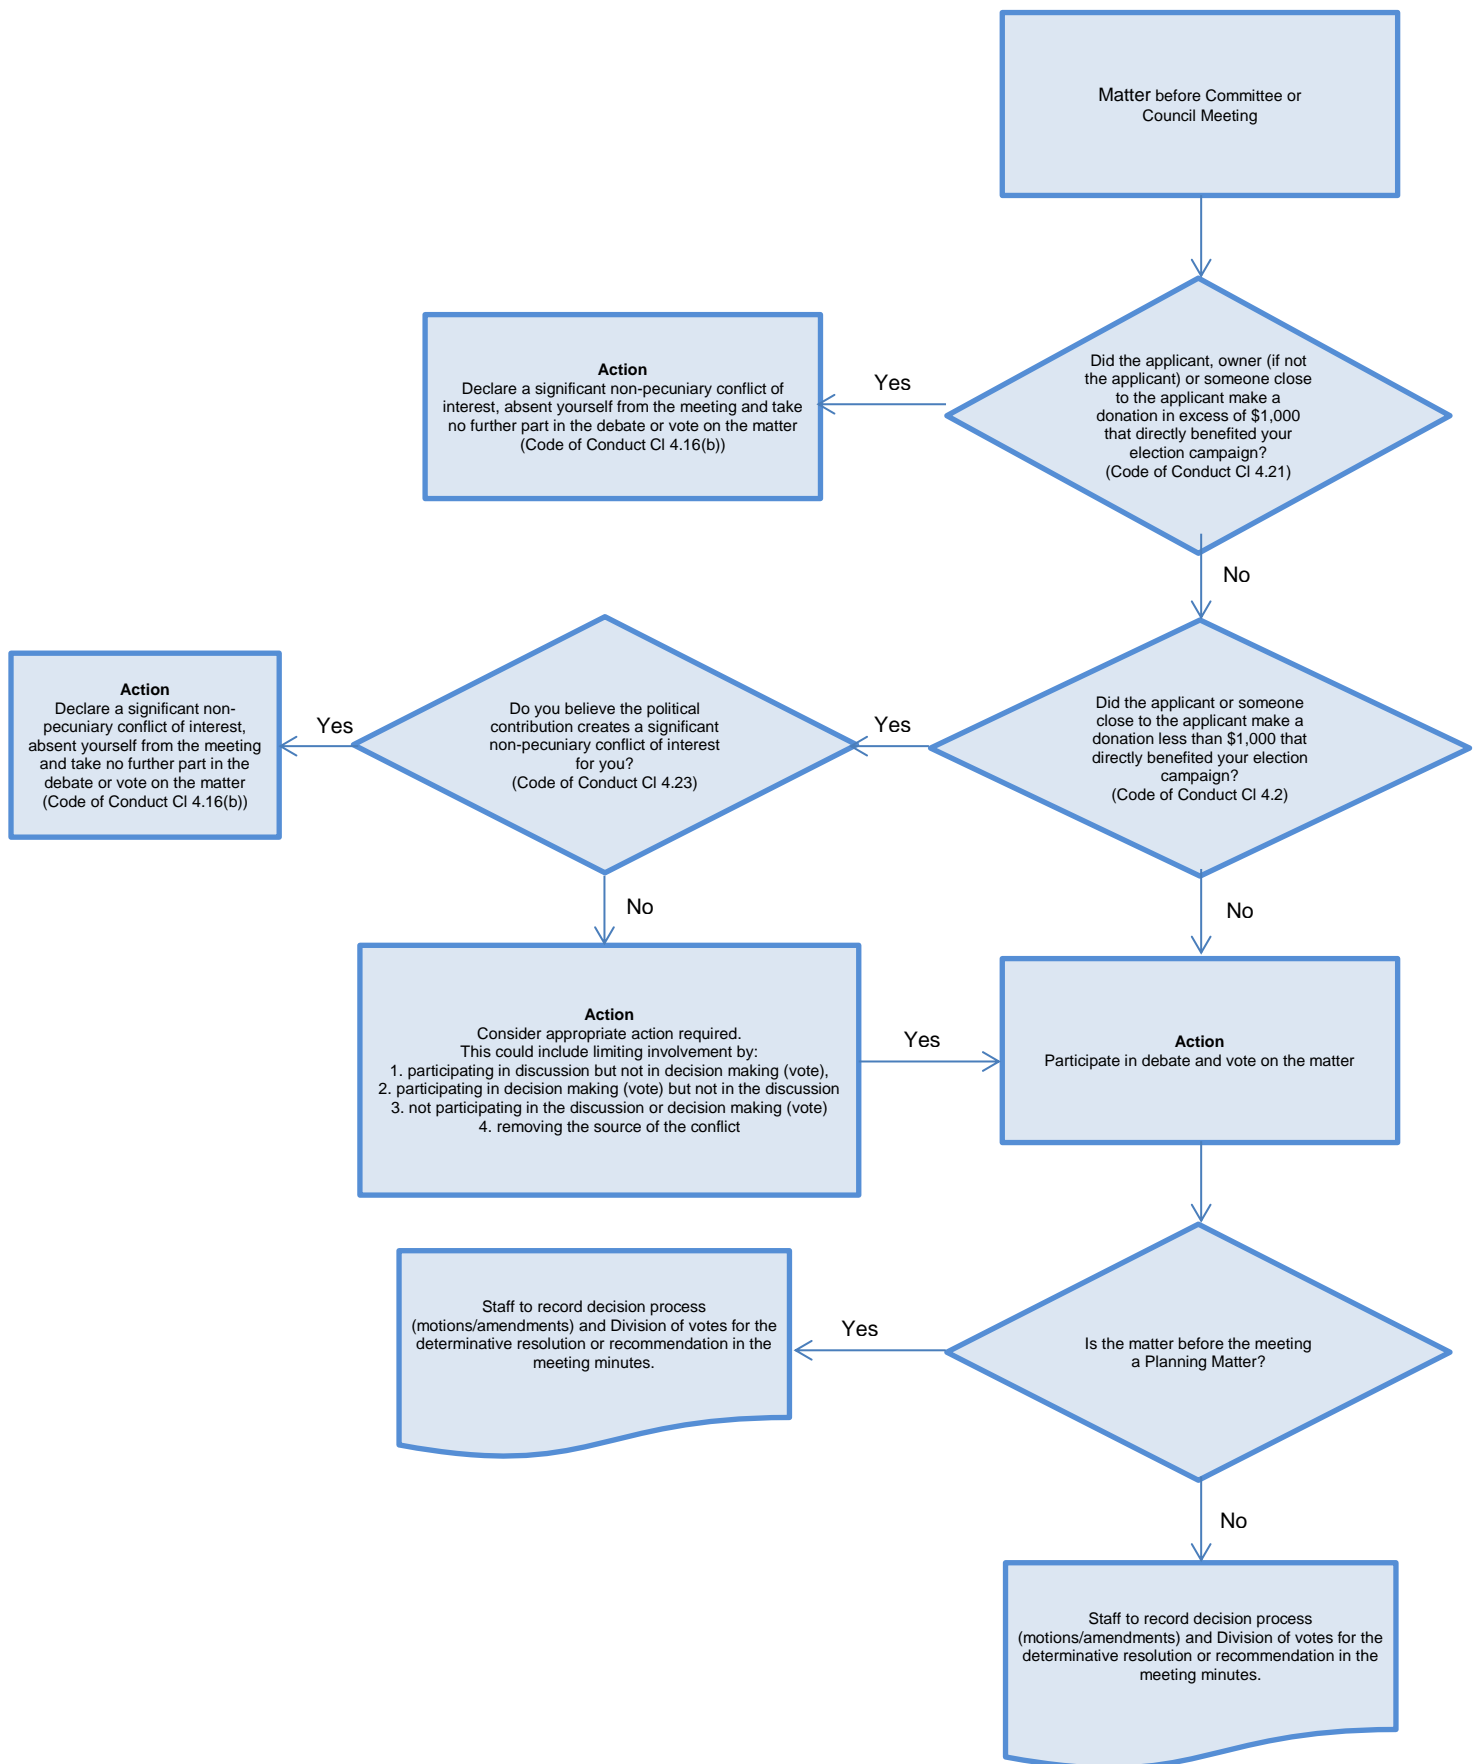 Matter before Committee or
Council Meeting
Did the applicant, owner (if not
the applicant) or someone close
to the applicant make a
donation in excess of $1,000
that directly benefited your
election campaign?
(Code of Conduct Cl 4.21)
Yes
Action
Declare a significant non-pecuniary conflict of
interest, absent yourself from the meeting and take
no further part in the debate or vote on the matter
(Code of Conduct Cl 4.16(b))
No
Did the applicant or someone
close to the applicant make a
donation less than $1,000 that
directly benefited your election
campaign?
(Code of Conduct Cl 4.2)
Yes
Do you believe the political
contribution creates a significant
non-pecuniary conflict of interest
for you?
(Code of Conduct Cl 4.23)
Yes
Action
Declare a significant non-
pecuniary conflict of interest,
absent yourself from the meeting
and take no further part in the
debate or vote on the matter
(Code of Conduct Cl 4.16(b))
No
No
Action
Consider appropriate action required.
This could include limiting involvement by:
1. participating in discussion but not in decision making (vote),
2. participating in decision making (vote) but not in the discussion
3. not participating in the discussion or decision making (vote)
4. removing the source of the conflict
Yes
Action
Participate in debate and vote on the matter
Is the matter before the meeting
a Planning Matter?
Yes
Staff to record decision process
(motions/amendments) and Division of votes for the
determinative resolution or recommendation in the
meeting minutes.
No
Staff to record decision process
(motions/amendments) and Division of votes for the
determinative resolution or recommendation in the
meeting minutes.